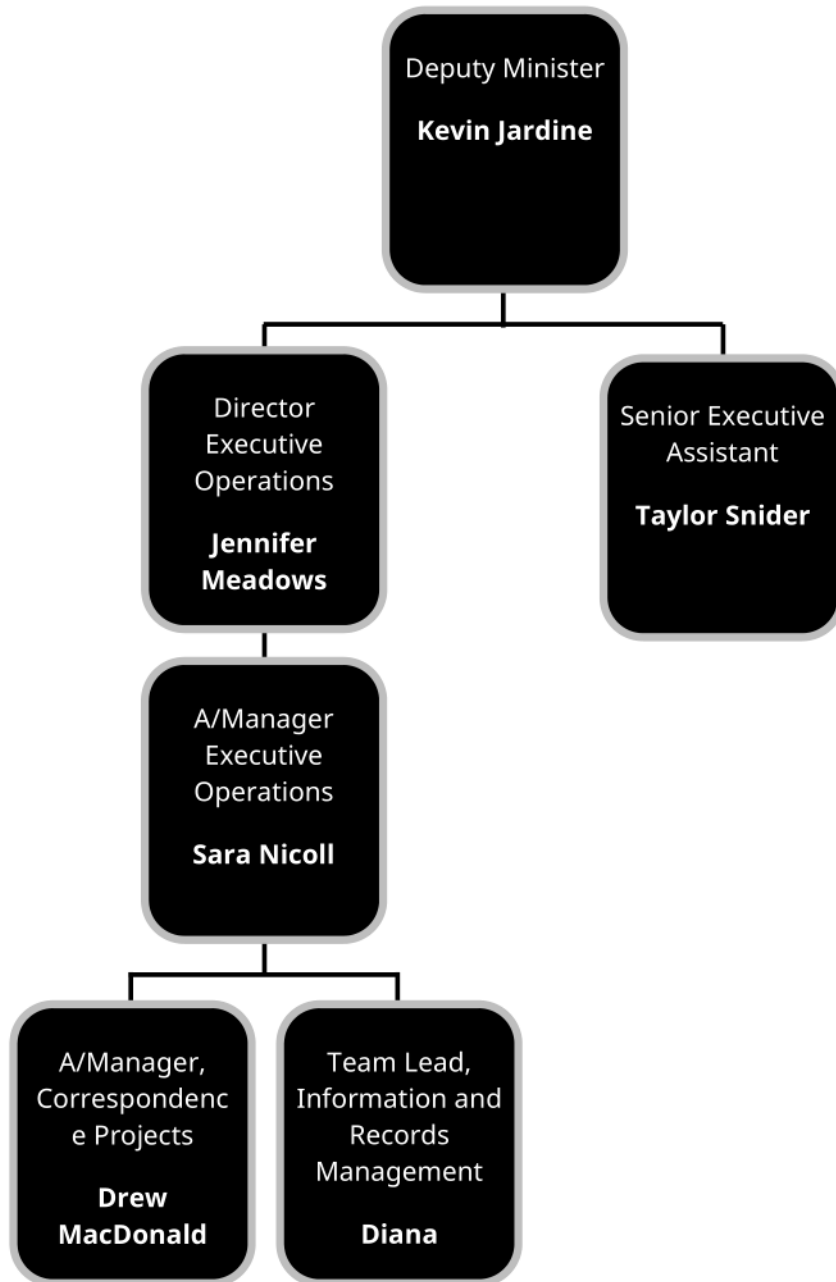 Deputy Minister
Kevin Jardine
Director
Executive
Operations
Jennifer
Meadows
Senior Executive
Assistant
Taylor Snider
A/Manager
Executive
Operations
Sara Nicoll
A/Manager,
Correspondenc
e Projects
Drew
MacDonald
Team Lead,
Information and
Records
Management
Diana